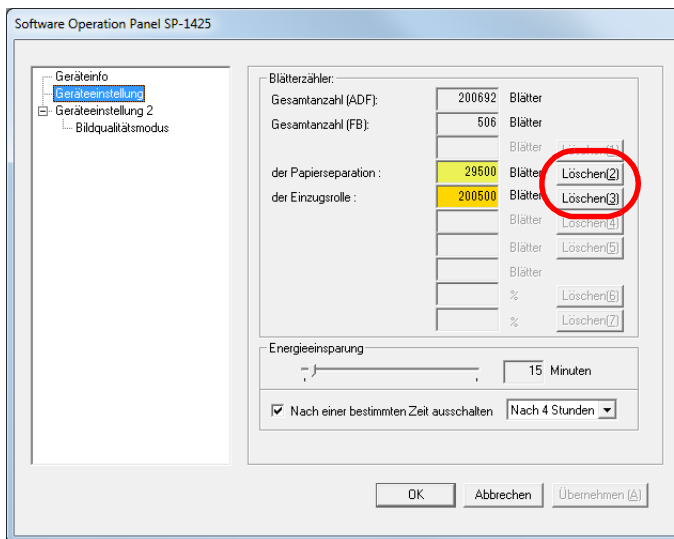 Software Operation Panel SP-1425
Geräteinfo
Geräteeinstellung
Geräteeinstellung 2
Bildqualitätsmodus
Blätterzähler:
Gesamtanzahl (ADF): 200692 Blätter
Gesamtanzahl (FB): 506 Blätter
Blätter Löschen(1)
der Papierseparation : 29500 Blätter Löschen(2)
der Einzugsrolle : 200500 Blätter Löschen(3)
Blätter Löschen(4)
Blätter Löschen(5)
Blätter
% Löschen(6)
% Löschen(7)
Energieeinsparung
15 Minuten
Nach einer bestimmten Zeit ausschalten Nach 4 Stunden
OK Abbrechen Übernehmen (A)